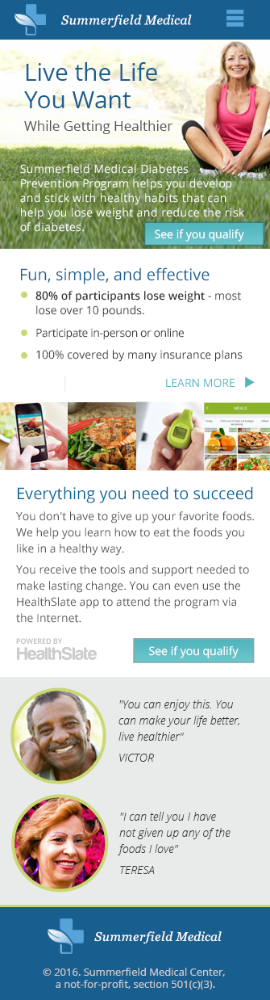 Summerfield Medical
Live the Life
You Want
While Getting Healthier
Summerfield Medical Diabetes
Prevention Program helps you develop
and stick with healthy habits that can
help you lose weight and reduce the risk
of diabetes.
See if you qualify
Fun, simple, and effective
80% of participants lose weight - most
lose over 10 pounds.
Participate in-person or online
100% covered by many insurance plans
LEARN MORE
MEALS
Today
Everything you need to succeed
You don't have to give up your favorite foods.
We help you learn how to eat the foods you
like in a healthy way.
You receive the tools and support needed to
make lasting change. You can even use the
HealthSlate app to attend the program via
the Internet.
POWERED BY
HealthSlate
See if you qualify
"You can enjoy this. You
can make your life better,
live healthier"
VICTOR
"I can tell you I have
not given up any of the
foods I love"
TERESA
Summerfield Medical
© 2016. Summerfield Medical Center,
a not-for-profit, section 501(c)(3).